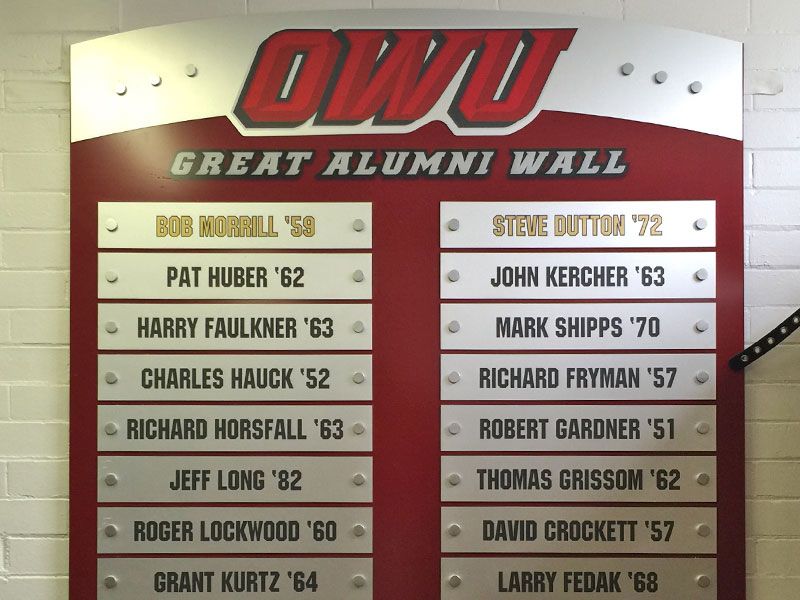 OWU
GREAT ALUMNI WALL
BOB MORRILL '59
PAT HUBER '62
HARRY FAULKNER '63
CHARLES HAUCK '52
RICHARD HORSFALL '63
JEFF LONG '82
ROGER LOCKWOOD '60
GRANT KURTZ '64
STEVE DUTTON '72
JOHN KERCHER '63
MARK SHIPPS '70
RICHARD FRYMAN '57
ROBERT GARDNER '51
THOMAS GRISSOM '62
DAVID CROCKETT '57
LARRY FEDAK '68